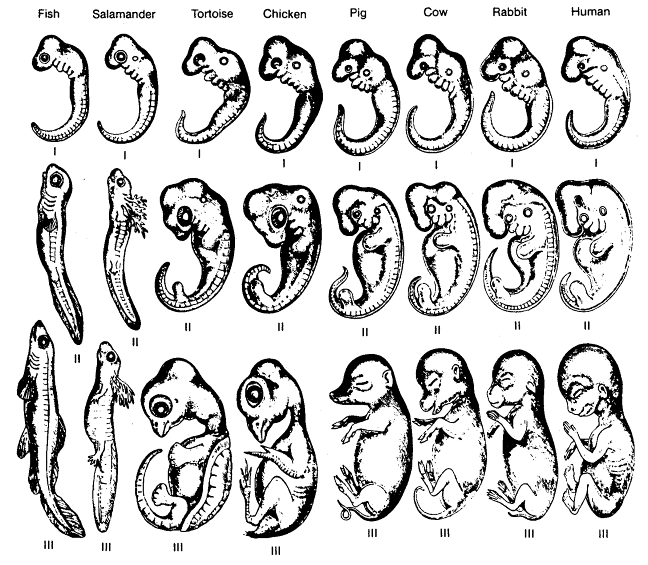 Fish Salamander Tortoise Chicken Pig Cow Rabbit Human
I I I I I I I I
II II II II II II II II
III III III III III III III III